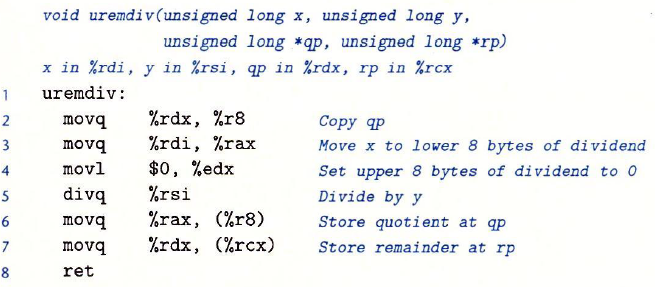 void uremdiv(unsigned long x, unsigned long y,
unsigned long *qp, unsigned long *rp)
x in %rdi, y in %rsi, qp in %rdx, rp in %rcx
1 uremdiv:
2 movq %rdx, %r8 Copy qp
3 movq %rdi, %rax Move x to lower 8 bytes of dividend
4 movl $0, %edx Set upper 8 bytes of dividend to 0
5 divq %rsi Divide by y
6 movq %rax, (%r8) Store quotient at qp
7 movq %rdx, (%rcx) Store remainder at rp
8 ret